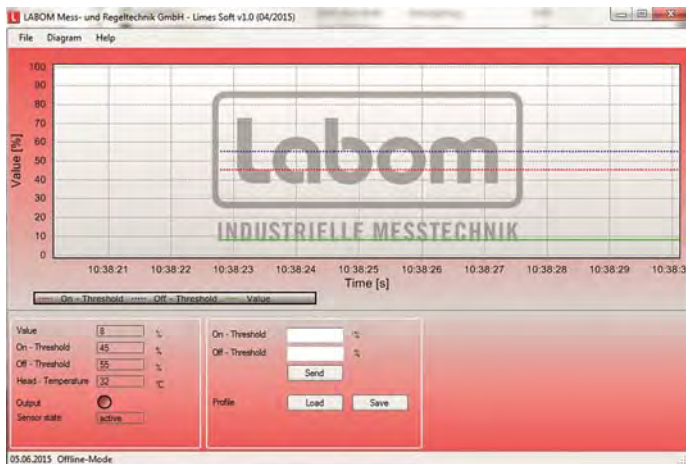 LABOM Mess- und Regeltechnik GmbH - Limes Soft v1.0 (04/2015)
File Diagram Help
Value [%]
100
90
80
70
60
50
40
30
20
10
0
Labom
INDUSTRIELLE MESSTECHNIK
10:38:21 10:38:22 10:38:23 10:38:24 10:38:25 10:38:26 10:38:27 10:38:28 10:38:29 10:38:3
Time [s]
On - Threshold Off - Threshold Value
Value 8 %
On - Threshold 45 %
Off - Threshold 55 %
Head - Temperature 32 °C
Output
Sensor state active
On - Threshold %
Off - Threshold %
Send
Profile Load Save
05.06.2015 Offline-Mode